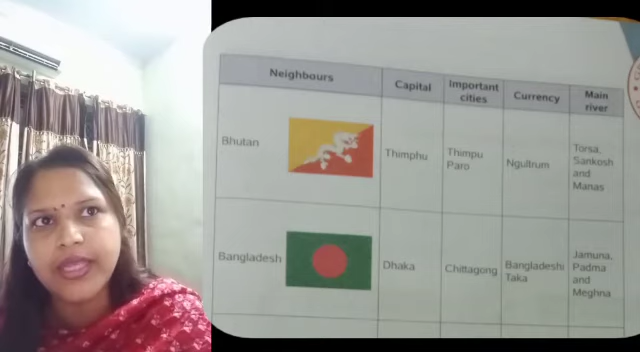 Neighbours Capital Important cities Currency Main river
Bhutan Thimphu Thimpu Paro Ngultrum Torsa, Sankosh and Manas
Bangladesh Dhaka Chittagong Bangladeshi Taka Jamuna, Padma and Meghna